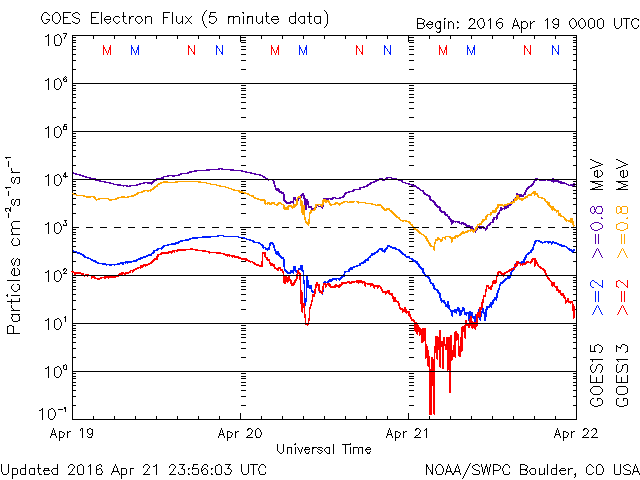 GOES Electron Flux (5 minute data)
Begin: 2016 Apr 19 0000 UTC
M M N N M M N N M M N N
10⁷
10⁶
10⁵
10⁴
10³
10²
10¹
10⁰
10⁻¹
Particles cm⁻²s⁻¹sr⁻¹
Apr 19 Apr 20 Apr 21 Apr 22
Universal Time
GOES15 >=2 >=0.8 MeV
GOES13 >=2 >=0.8 MeV
Updated 2016 Apr 21 23:56:03 UTC
NOAA/SWPC Boulder, CO USA